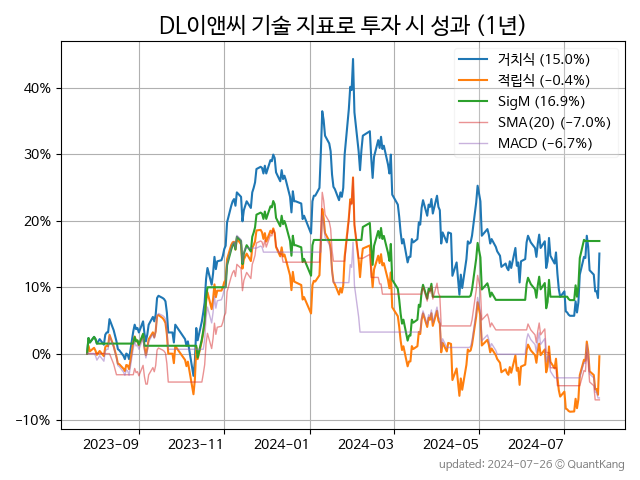 DL이앤씨 기술 지표로 투자 시 성과 (1년)
거치식 (15.0%)
적립식 (−0.4%)
SigM (16.9%)
SMA(20) (−7.0%)
MACD (−6.7%)
40%
30%
20%
10%
0%
−10%
2023−09 2023−11 2024−01 2024−03 2024−05 2024−07
updated: 2024−07−26 © QuantKang